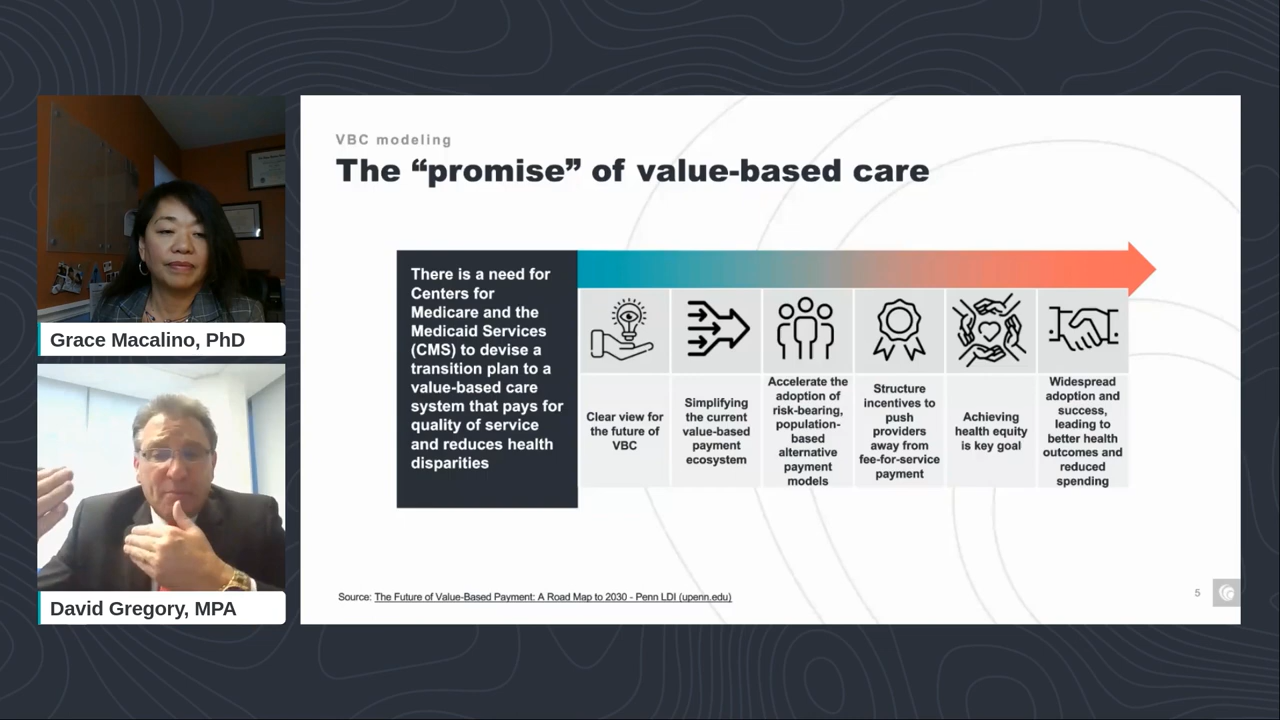 VBC modeling
The “promise” of value-based care
There is a need for
Centers for
Medicare and the
Medicaid Services
(CMS) to devise a
transition plan to a
value-based care
system that pays for
quality of service
and reduces health
disparities
Clear view for
the future of
VBC
Simplifying
the current
value-based
payment
ecosystem
Accelerate the
adoption of
risk-bearing,
population-
based
alternative
payment
models
Structure
incentives to
push
providers
away from
fee-for-service
payment
Achieving
health equity
is key goal
Widespread
adoption and
success,
leading to
better health
outcomes and
reduced
spending
Source: The Future of Value-Based Payment: A Road Map to 2030 - Penn LDI (upenn.edu)
5
Grace Macalino, PhD
David Gregory, MPA